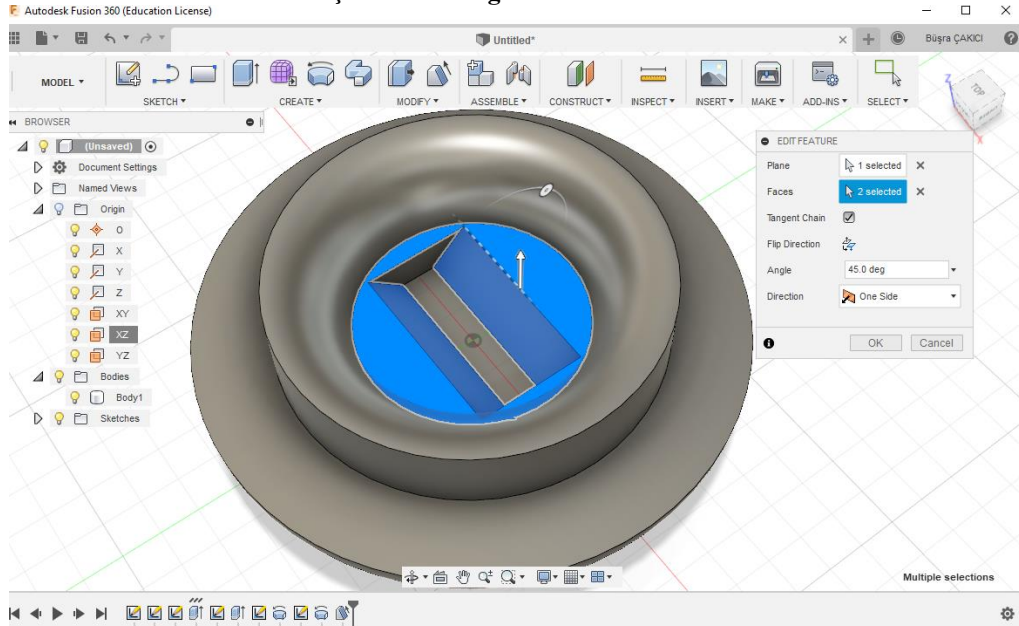 Autodesk Fusion 360 (Education License)
Untitled*
Büşra ÇAKICI
MODEL
SKETCH
CREATE
MODIFY
ASSEMBLE
CONSTRUCT
INSPECT
INSERT
MAKE
ADD-INS
SELECT
TOP
Z
BROWSER
(Unsaved)
Document Settings
Named Views
Origin
O
X
Y
Z
XY
XZ
YZ
Bodies
Body1
Sketches
EDIT FEATURE
Plane 1 selected
Faces 2 selected
Tangent Chain
Flip Direction
Angle 45.0 deg
Direction One Side
OK Cancel
Multiple selections